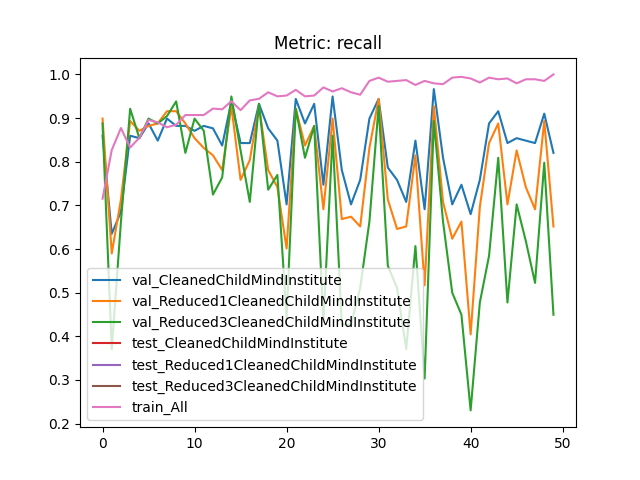 Metric: recall
1.0
0.9
0.8
0.7
0.6
0.5
0.4
0.3
0.2
val_CleanedChildMindInstitute
val_Reduced1CleanedChildMindInstitute
val_Reduced3CleanedChildMindInstitute
test_CleanedChildMindInstitute
test_Reduced1CleanedChildMindInstitute
test_Reduced3CleanedChildMindInstitute
train_All
0 10 20 30 40 50